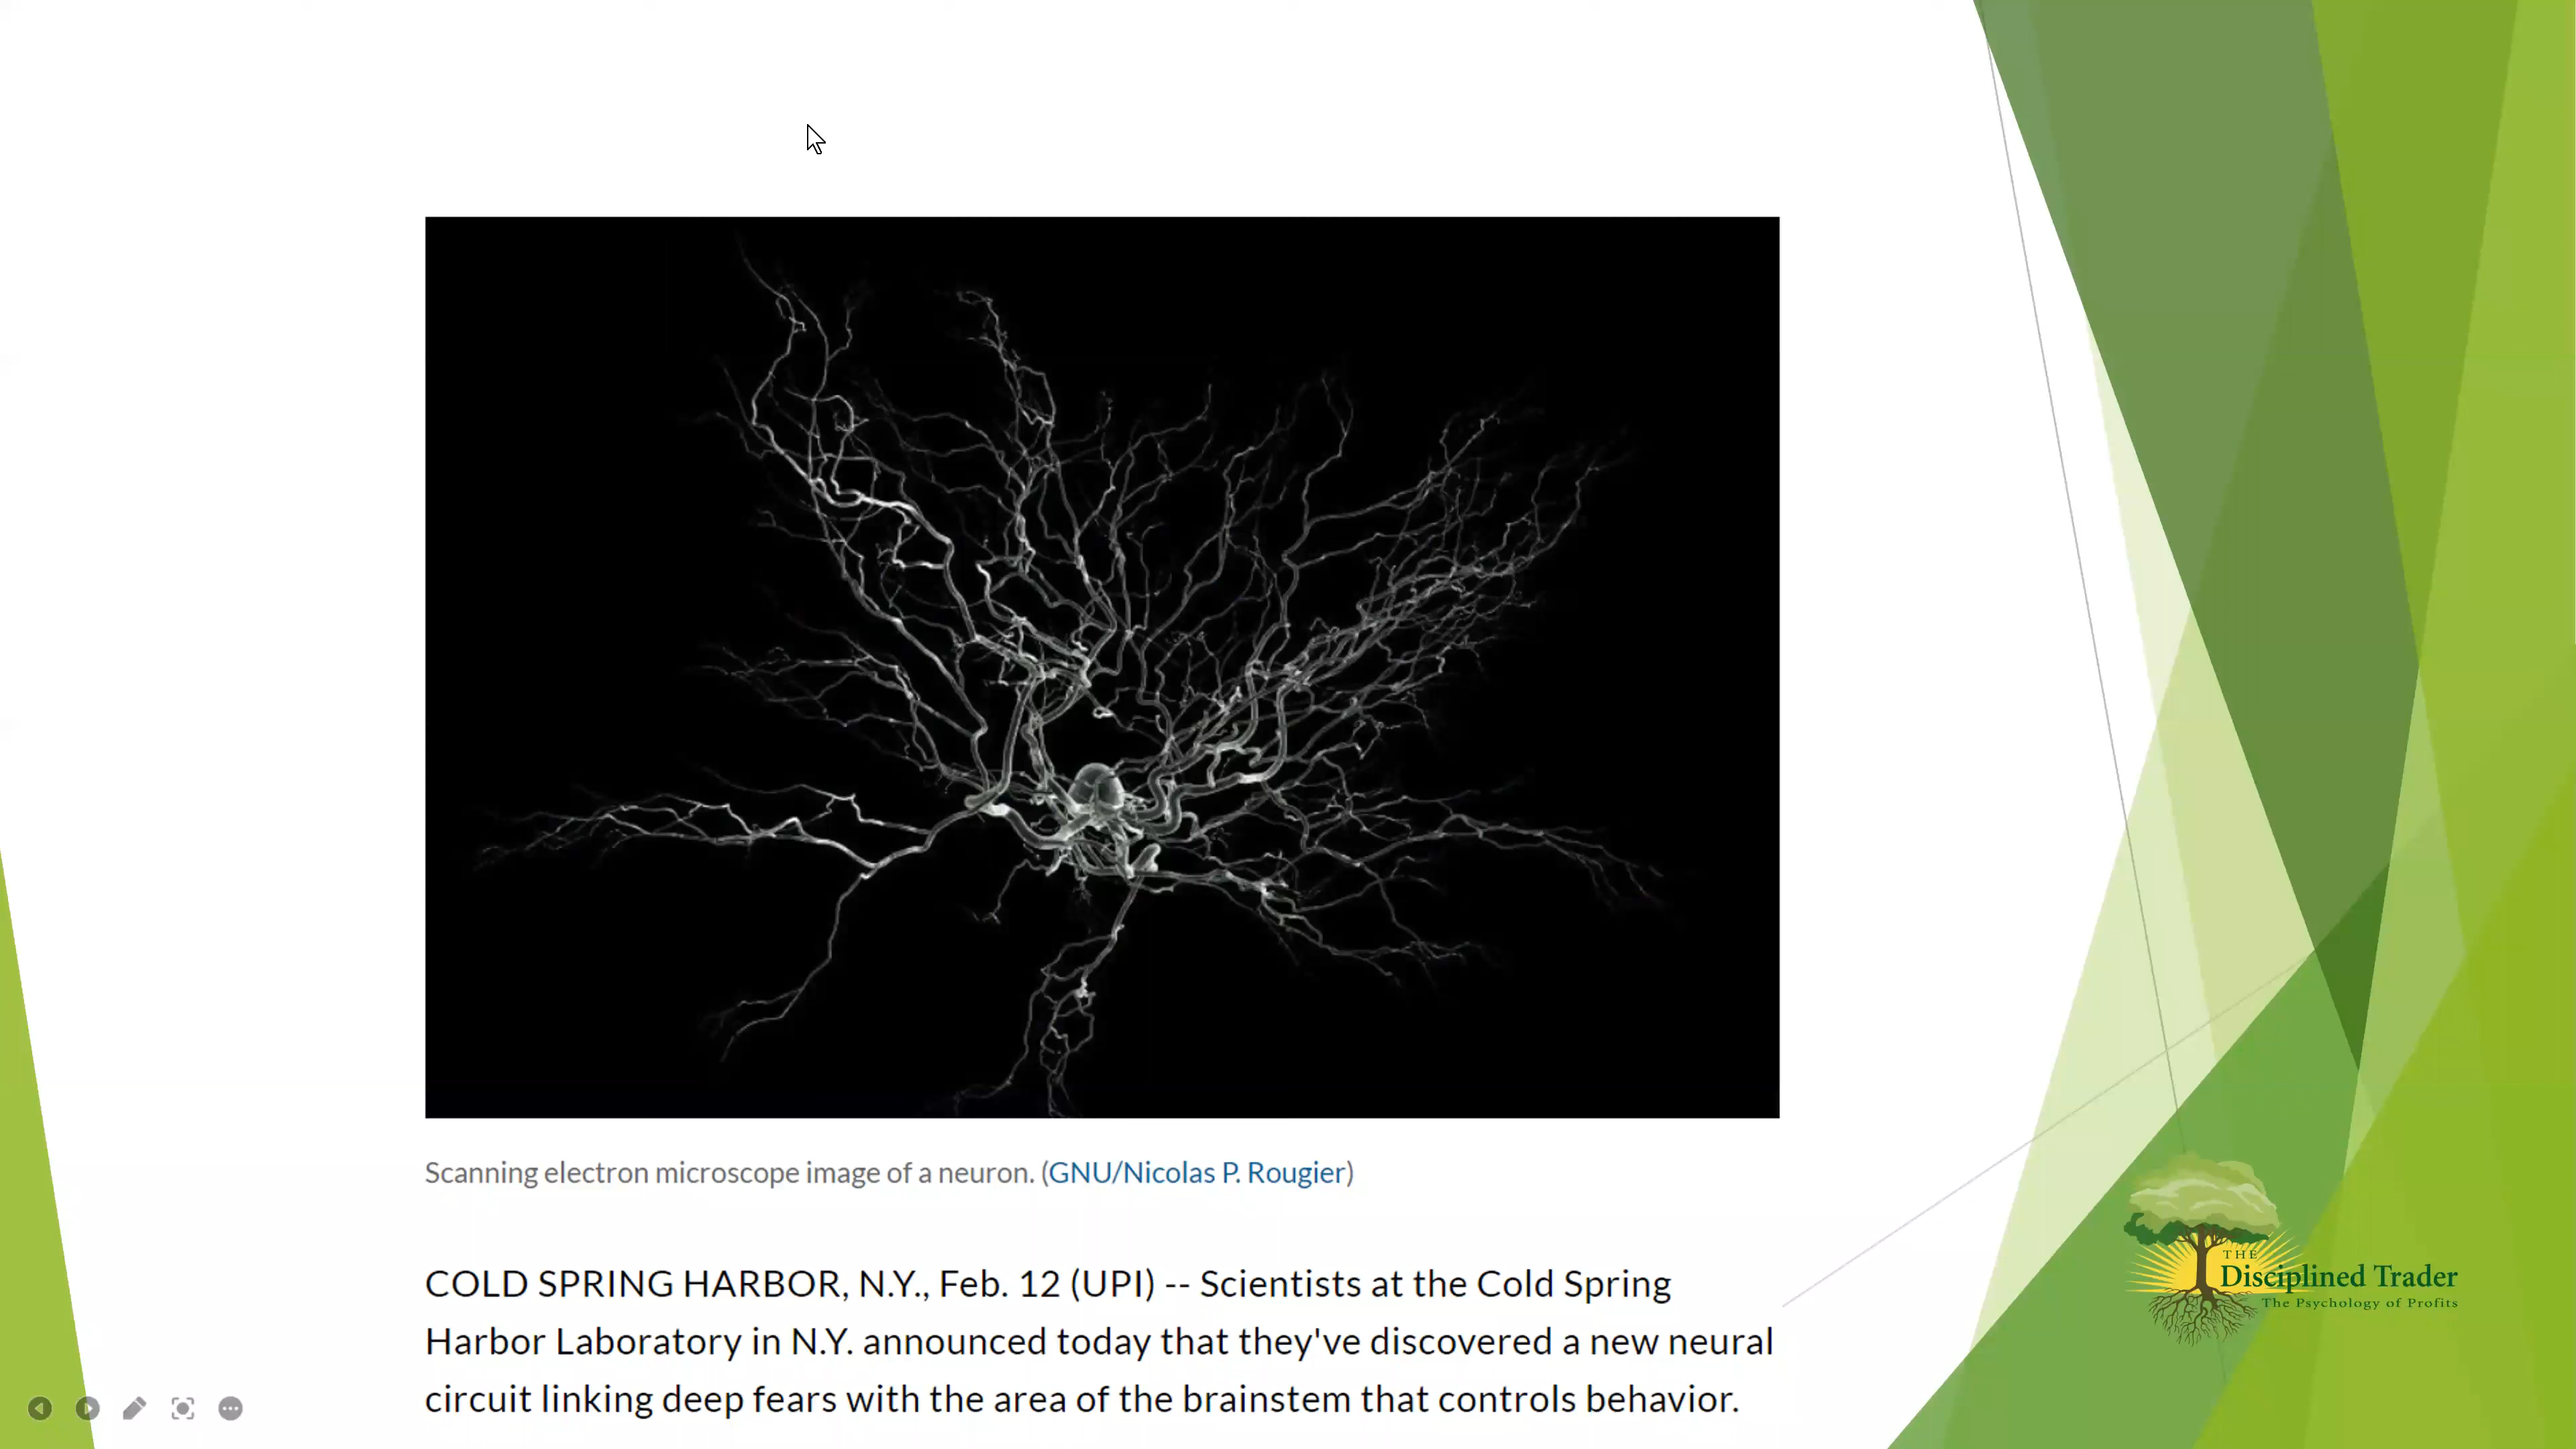 Scanning electron microscope image of a neuron. (GNU/Nicolas P. Rougier)
COLD SPRING HARBOR, N.Y., Feb. 12 (UPI) -- Scientists at the Cold Spring
Harbor Laboratory in N.Y. announced today that they've discovered a new neural
circuit linking deep fears with the area of the brainstem that controls behavior.
THE
Disciplined Trader
The Psychology of Profits